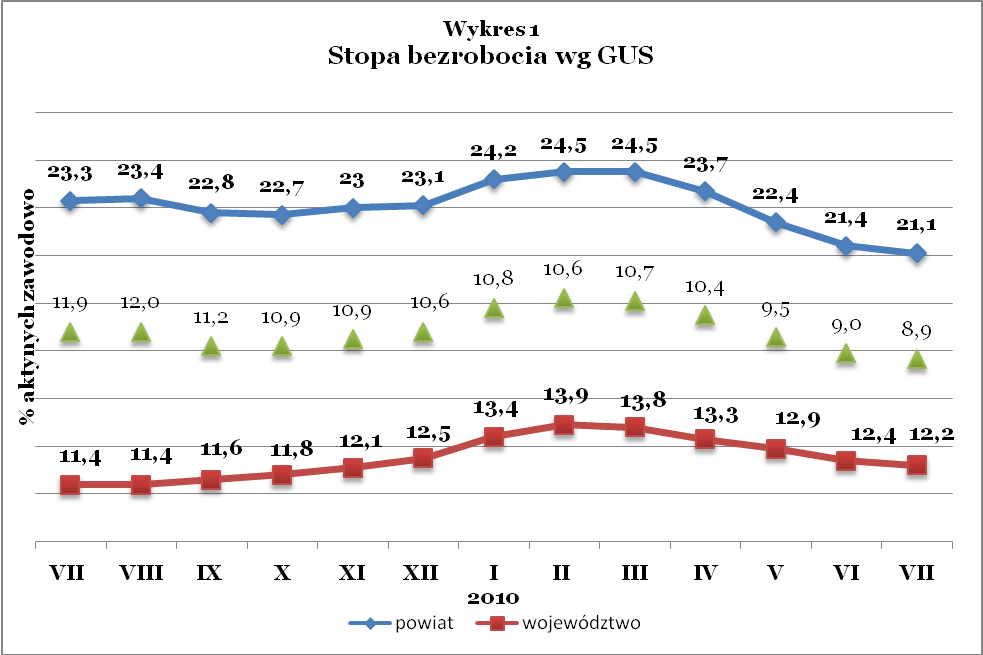 Wykres 1
Stopa bezrobocia wg GUS
% aktynych zawodowo
23,3 23,4 22,8 22,7 23 23,1 24,2 24,5 24,5 23,7 22,4 21,4 21,1
11,9 12,0 11,2 10,9 10,9 10,6 10,8 10,6 10,7 10,4 9,5 9,0 8,9
11,4 11,4 11,6 11,8 12,1 12,5 13,4 13,9 13,8 13,3 12,9 12,4 12,2
VII VIII IX X XI XII I II III IV V VI VII
2010
powiat województwo